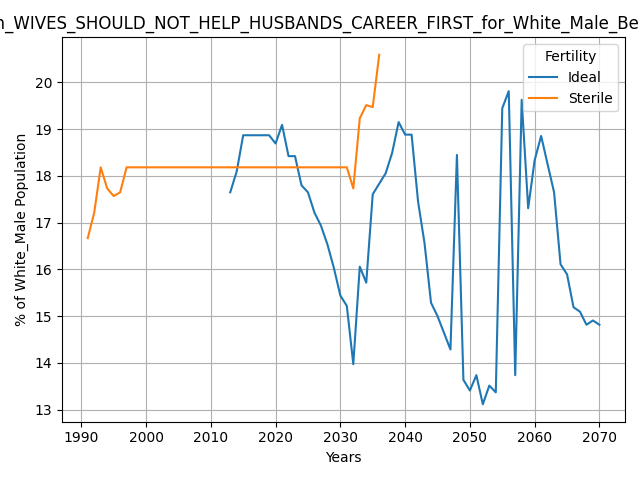 n_WIVES_SHOULD_NOT_HELP_HUSBANDS_CAREER_FIRST_for_White_Male_Be
Fertility
Ideal
Sterile
% of White_Male Population
20
19
18
17
16
15
14
13
1990 2000 2010 2020 2030 2040 2050 2060 2070
Years